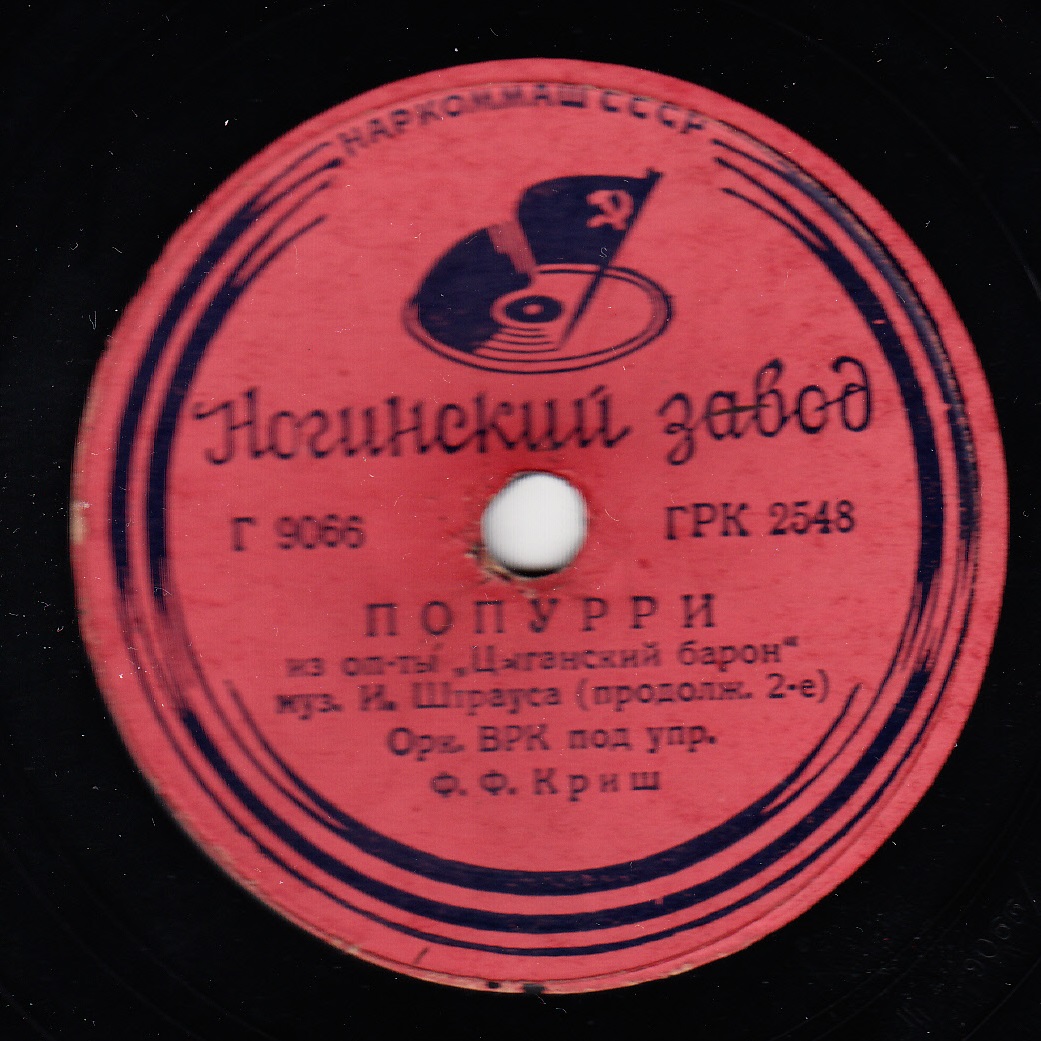 НАРКОММАШ СССР
Ногинский завод
Г 9066 ГРК 2548
ПОПУРРИ
из оп-ты „Цыганский барон“
муз. И. Штрауса (продолж. 2-е)
Орк. ВРК под упр.
Ф. Ф. Криш